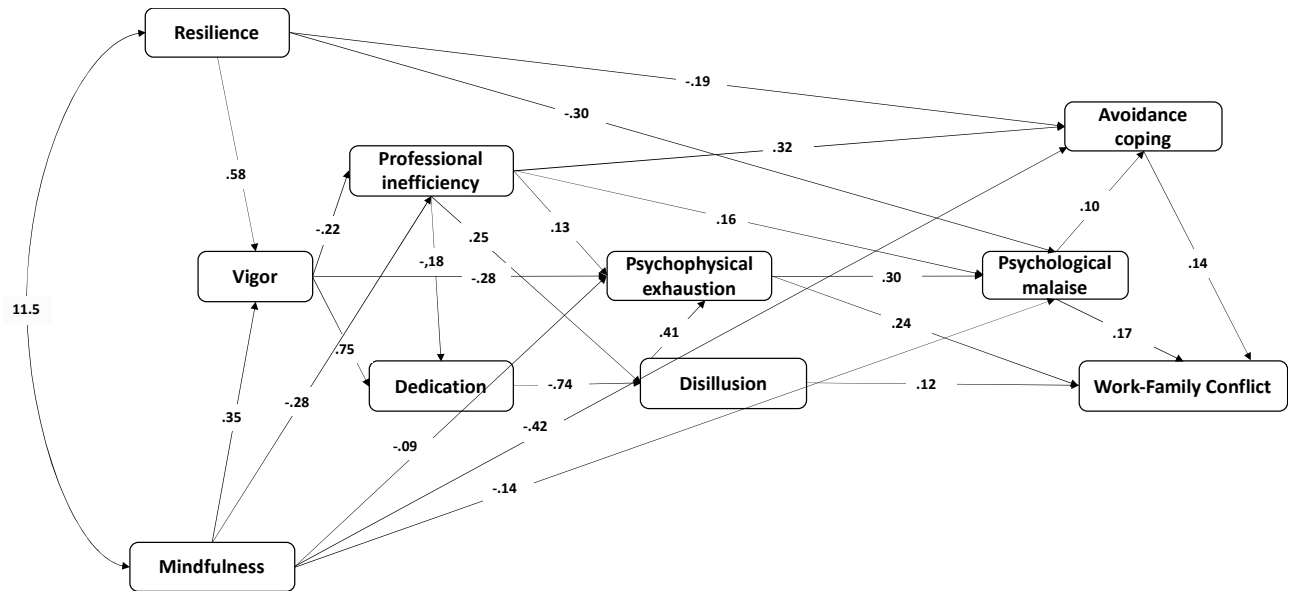 Resilience
-.19
-.30
Avoidance
coping
Professional
inefficiency
.32
.58
-.22
.13
.16
.10
.25
-,18
Vigor
-.28
Psychophysical
exhaustion
.30
Psychological
malaise
.14
11.5
.75
.41
.24
.17
Dedication
-.74
Disillusion
.12
Work-Family Conflict
.35
-.28
-.09
-.42
-.14
Mindfulness